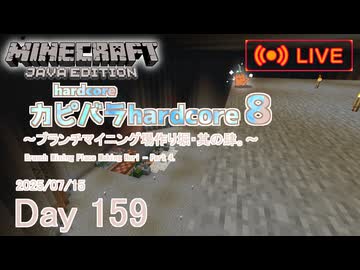 MINECRAFT
JAVA EDITION
LIVE
hardcore
カピバラhardcore 8
～ブランチマイニング場作り堀・其の肆。～
Branch Mining Place Making Hori - Part 4.
2025/07/15
Day 159